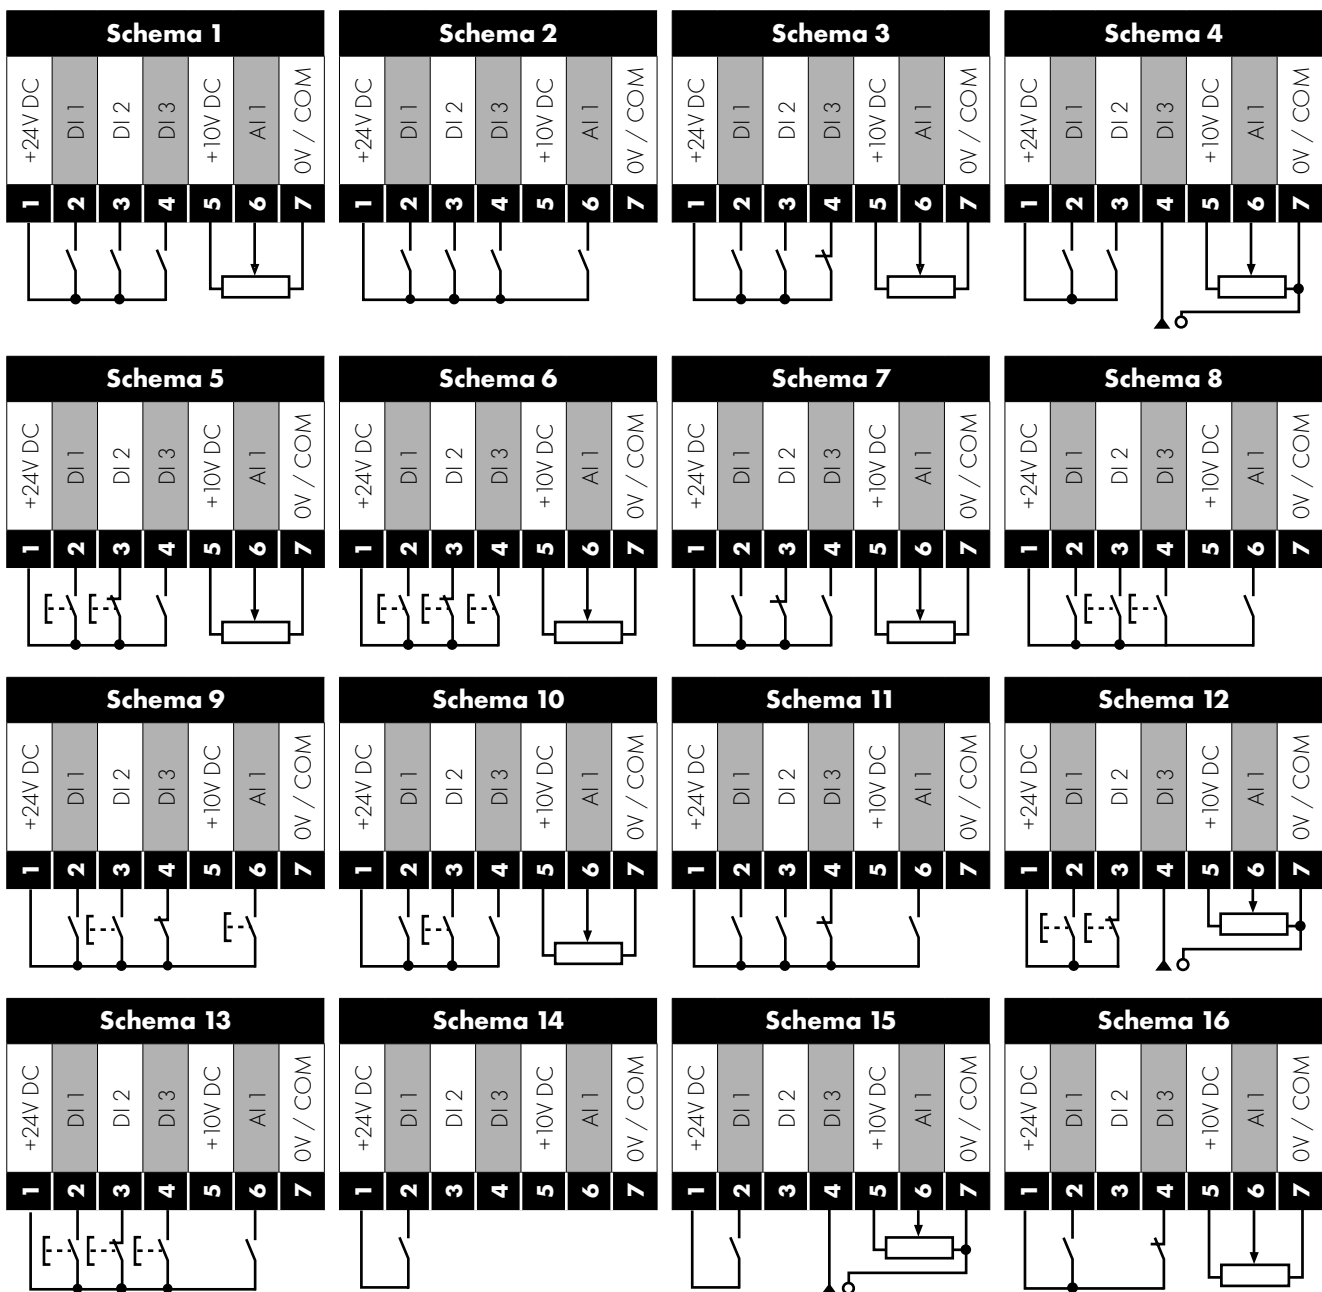 Schema 1
+24V DC
DI 1
DI 2
DI 3
+10V DC
AI 1
0V / COM
1
2
3
4
5
6
7
Schema 2
+24V DC
DI 1
DI 2
DI 3
+10V DC
AI 1
0V / COM
1
2
3
4
5
6
7
Schema 3
+24V DC
DI 1
DI 2
DI 3
+10V DC
AI 1
0V / COM
1
2
3
4
5
6
7
Schema 4
+24V DC
DI 1
DI 2
DI 3
+10V DC
AI 1
0V / COM
1
2
3
4
5
6
7
Schema 5
+24V DC
DI 1
DI 2
DI 3
+10V DC
AI 1
0V / COM
1
2
3
4
5
6
7
Schema 6
+24V DC
DI 1
DI 2
DI 3
+10V DC
AI 1
0V / COM
1
2
3
4
5
6
7
Schema 7
+24V DC
DI 1
DI 2
DI 3
+10V DC
AI 1
0V / COM
1
2
3
4
5
6
7
Schema 8
+24V DC
DI 1
DI 2
DI 3
+10V DC
AI 1
0V / COM
1
2
3
4
5
6
7
Schema 9
+24V DC
DI 1
DI 2
DI 3
+10V DC
AI 1
0V / COM
1
2
3
4
5
6
7
Schema 10
+24V DC
DI 1
DI 2
DI 3
+10V DC
AI 1
0V / COM
1
2
3
4
5
6
7
Schema 11
+24V DC
DI 1
DI 2
DI 3
+10V DC
AI 1
0V / COM
1
2
3
4
5
6
7
Schema 12
+24V DC
DI 1
DI 2
DI 3
+10V DC
AI 1
0V / COM
1
2
3
4
5
6
7
Schema 13
+24V DC
DI 1
DI 2
DI 3
+10V DC
AI 1
0V / COM
1
2
3
4
5
6
7
Schema 14
+24V DC
DI 1
DI 2
DI 3
+10V DC
AI 1
0V / COM
1
2
3
4
5
6
7
Schema 15
+24V DC
DI 1
DI 2
DI 3
+10V DC
AI 1
0V / COM
1
2
3
4
5
6
7
Schema 16
+24V DC
DI 1
DI 2
DI 3
+10V DC
AI 1
0V / COM
1
2
3
4
5
6
7